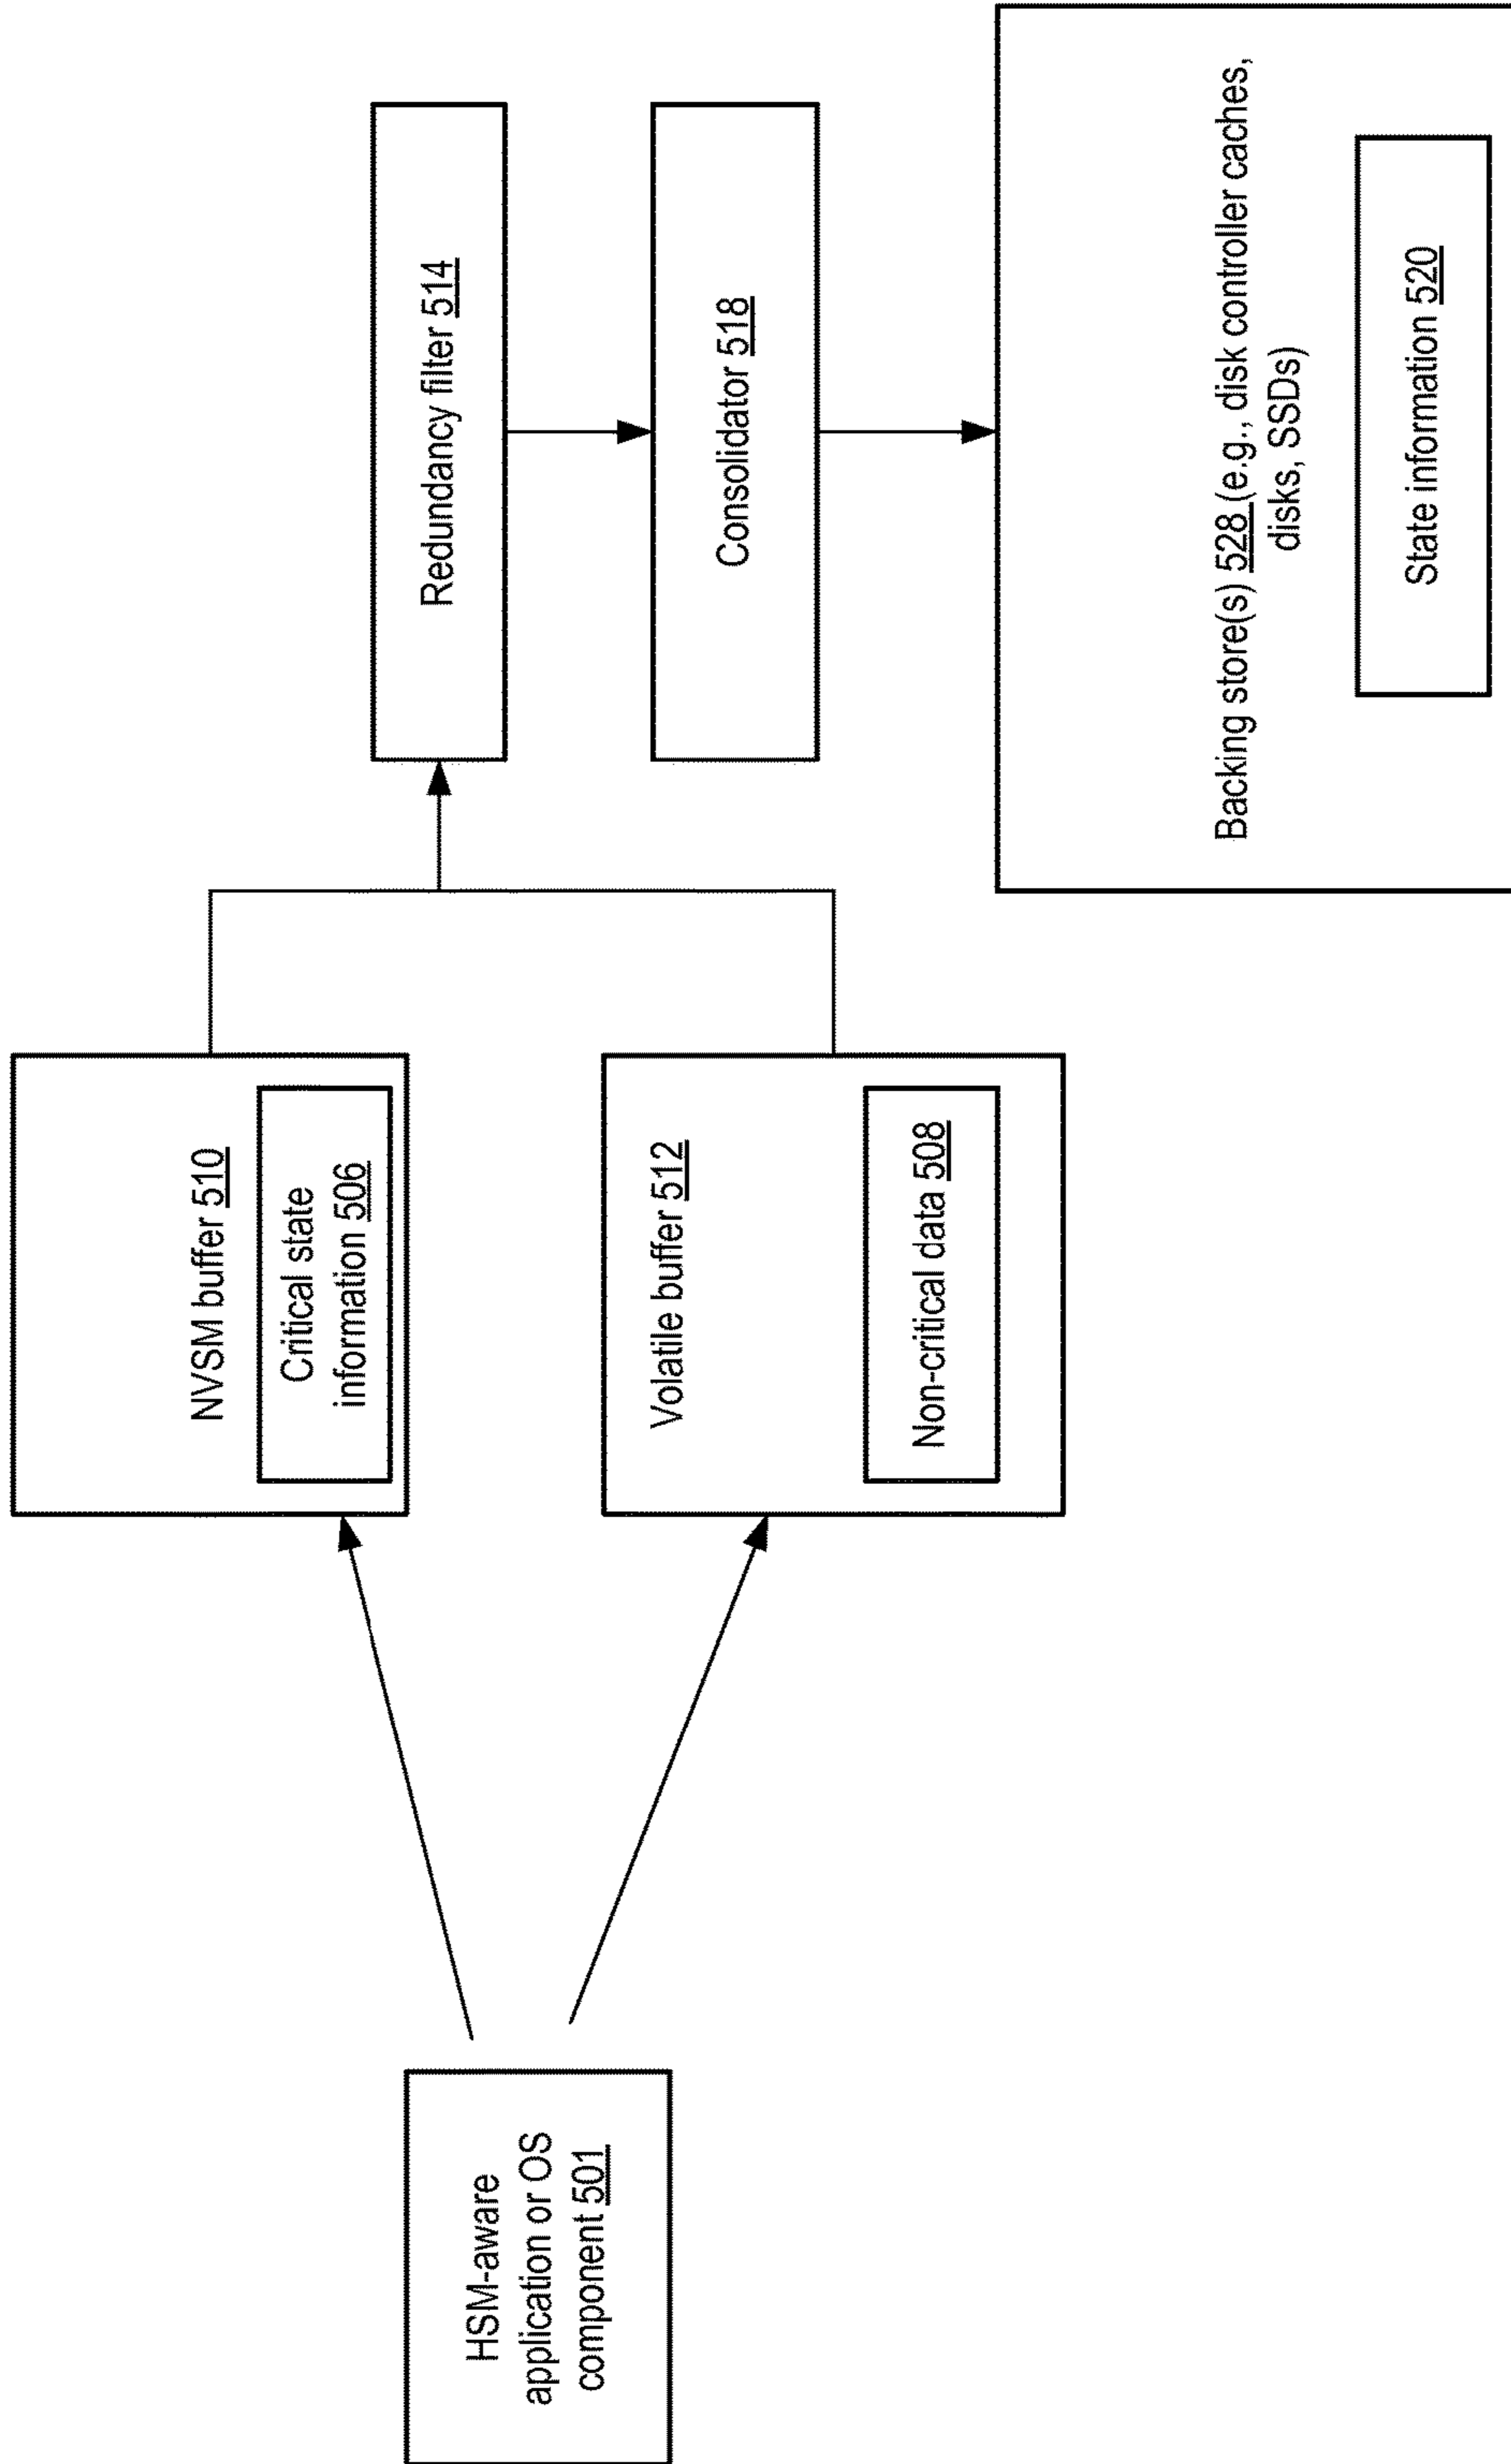 HSM-aware
application or OS
component 501
NVSM buffer 510
Critical state
information 506
Volatile buffer 512
Non-critical data 508
Redundancy filter 514
Consolidator 518
Backing store(s) 528 (e.g., disk controller caches,
disks, SSDs)
State information 520